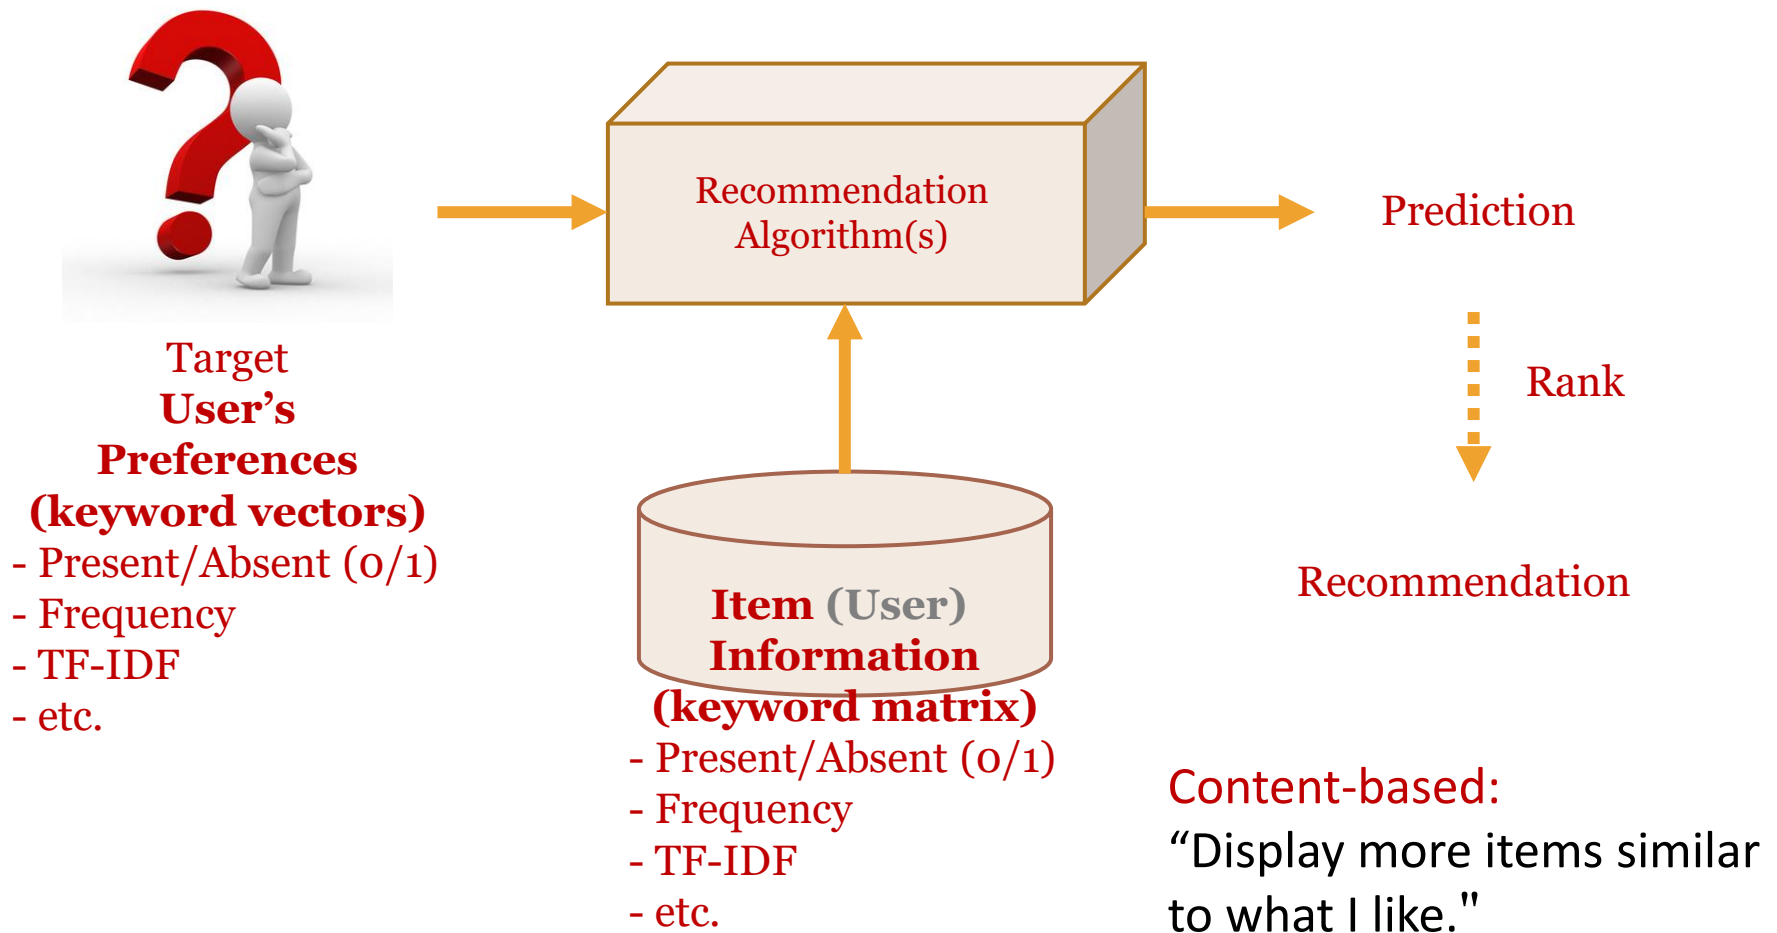 Target
User’s
Preferences
(keyword vectors)
- Present/Absent (0/1)
- Frequency
- TF-IDF
- etc.
Recommendation
Algorithm(s)
Item (User)
Information
(keyword matrix)
- Present/Absent (0/1)
- Frequency
- TF-IDF
- etc.
Prediction
Rank
Recommendation
Content-based:
“Display more items similar
to what I like."